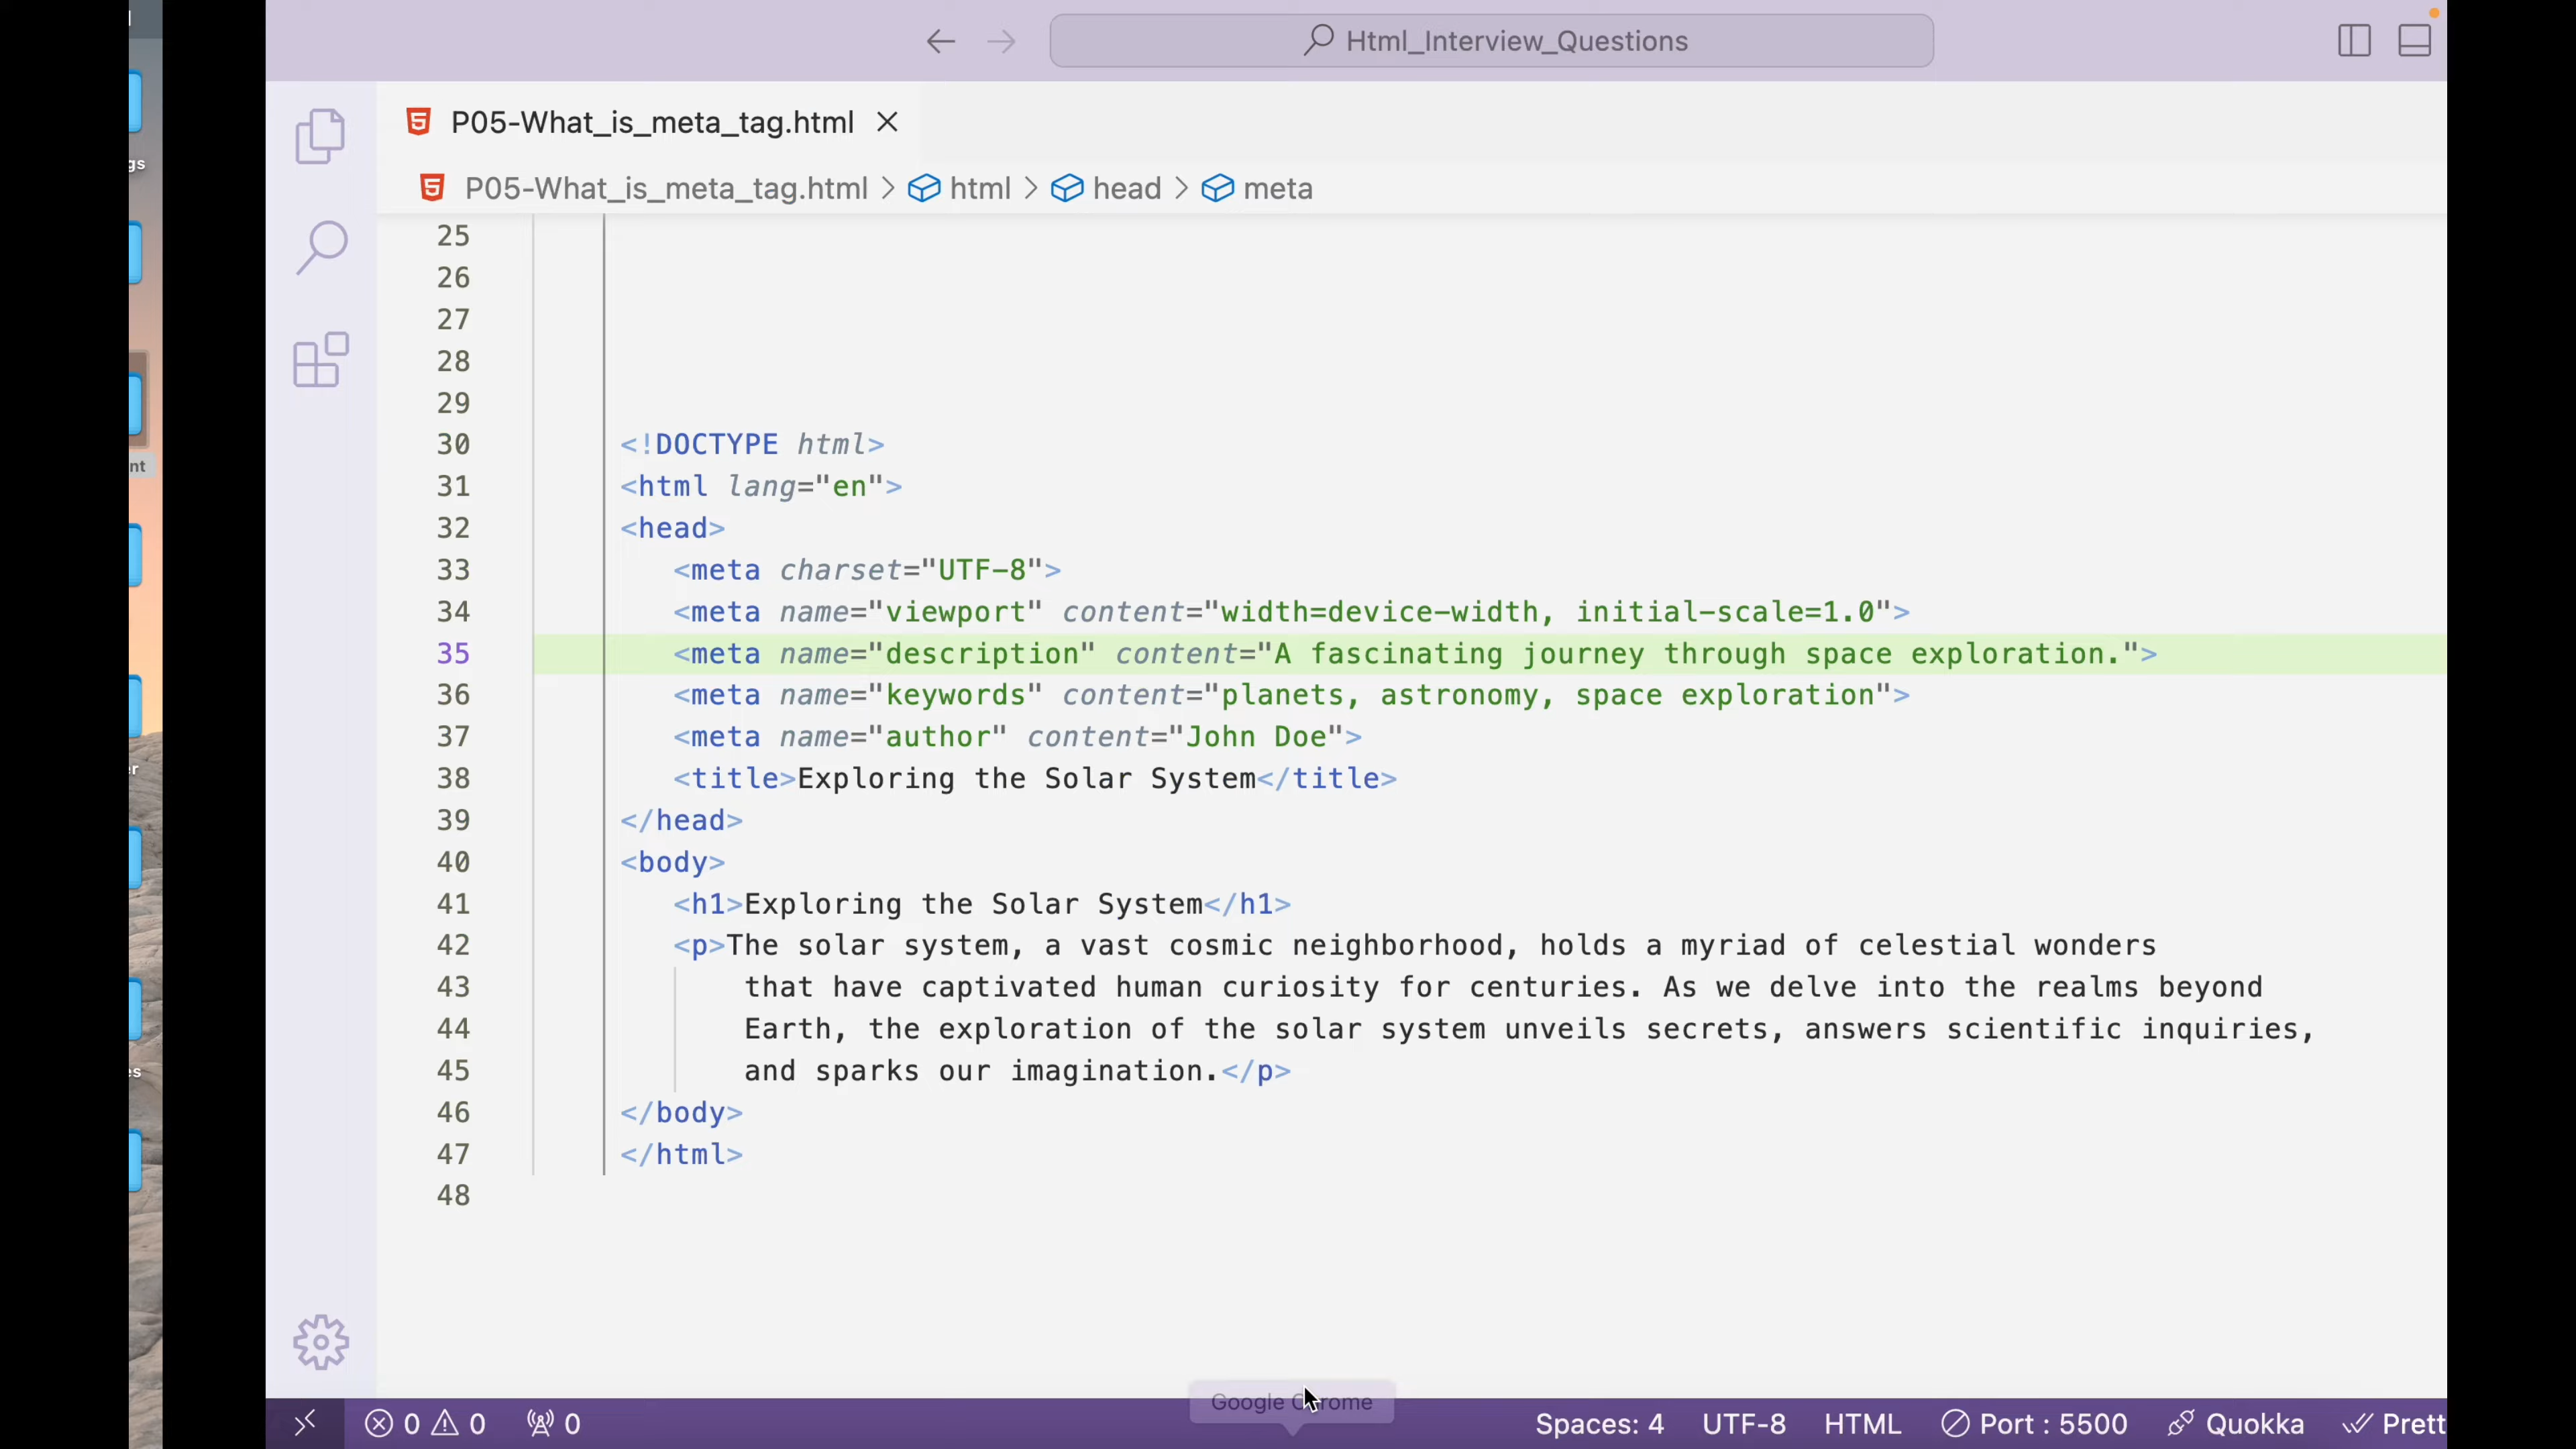 Html_Interview_Questions
P05-What_is_meta_tag.html
P05-What_is_meta_tag.html > html > head > meta
25
26
27
28
29
30 <!DOCTYPE html>
31 <html lang="en">
32 <head>
33 <meta charset="UTF-8">
34 <meta name="viewport" content="width=device-width, initial-scale=1.0">
35 <meta name="description" content="A fascinating journey through space exploration.">
36 <meta name="keywords" content="planets, astronomy, space exploration">
37 <meta name="author" content="John Doe">
38 <title>Exploring the Solar System</title>
39 </head>
40 <body>
41 <h1>Exploring the Solar System</h1>
42 <p>The solar system, a vast cosmic neighborhood, holds a myriad of celestial wonders
43 that have captivated human curiosity for centuries. As we delve into the realms beyond
44 Earth, the exploration of the solar system unveils secrets, answers scientific inquiries,
45 and sparks our imagination.</p>
46 </body>
47 </html>
48
gs
nt
er
es
Google Chrome
0 0 0 Spaces: 4 UTF-8 HTML Port : 5500 Quokka Prett